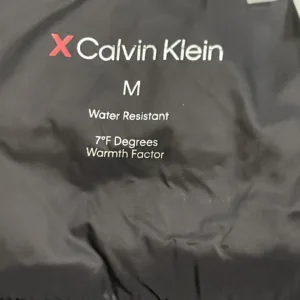 X Calvin Klein
M
Water Resistant
7°F Degrees
Warmth Factor